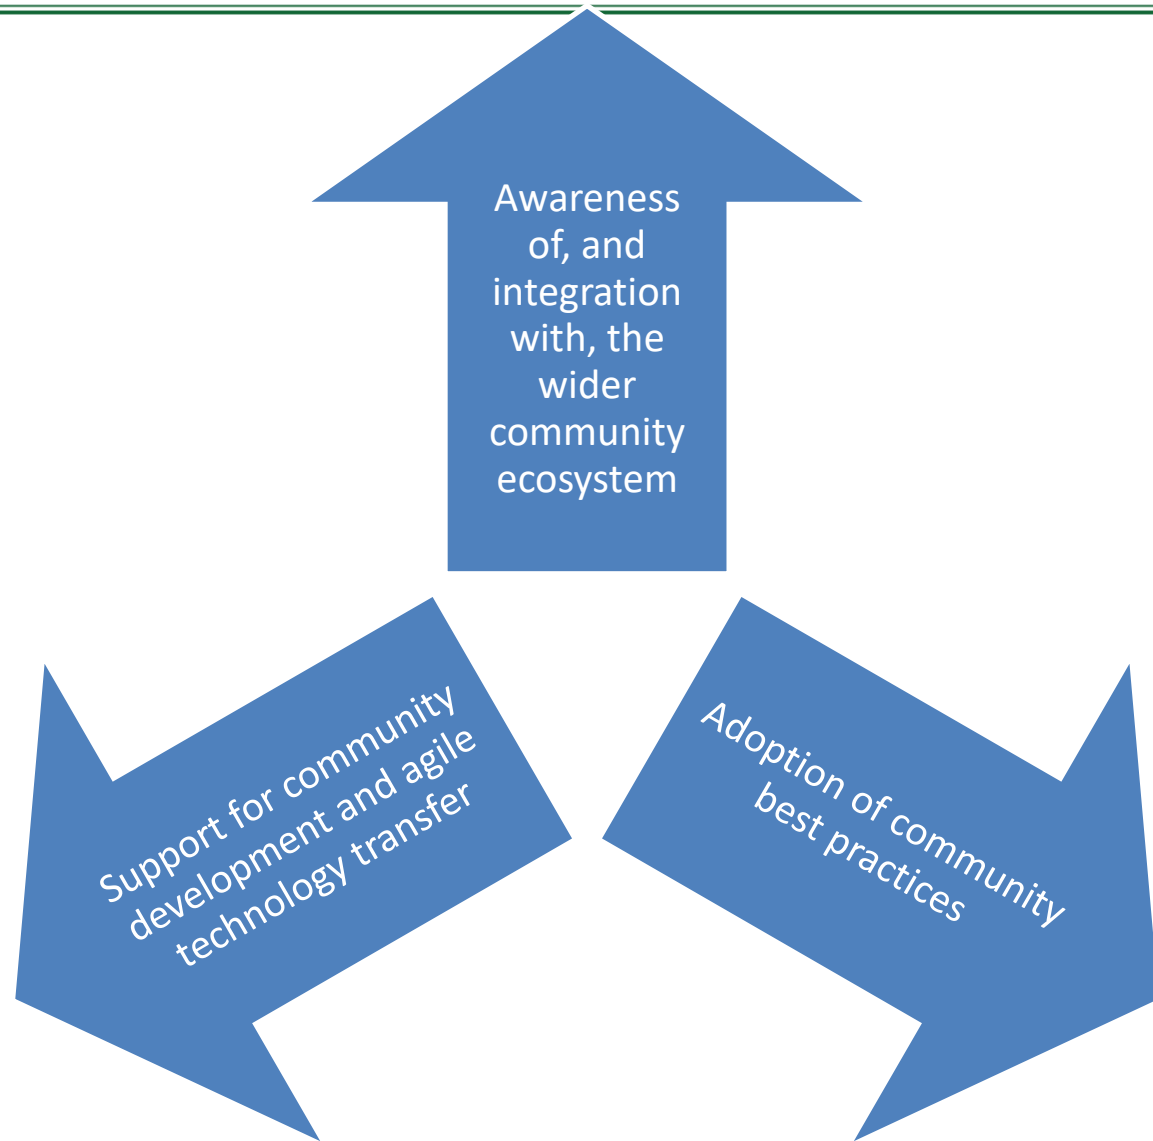 Awareness
of, and
integration
with, the
wider
community
ecosystem
Support for community
development and agile
technology transfer
Adoption of community
best practices